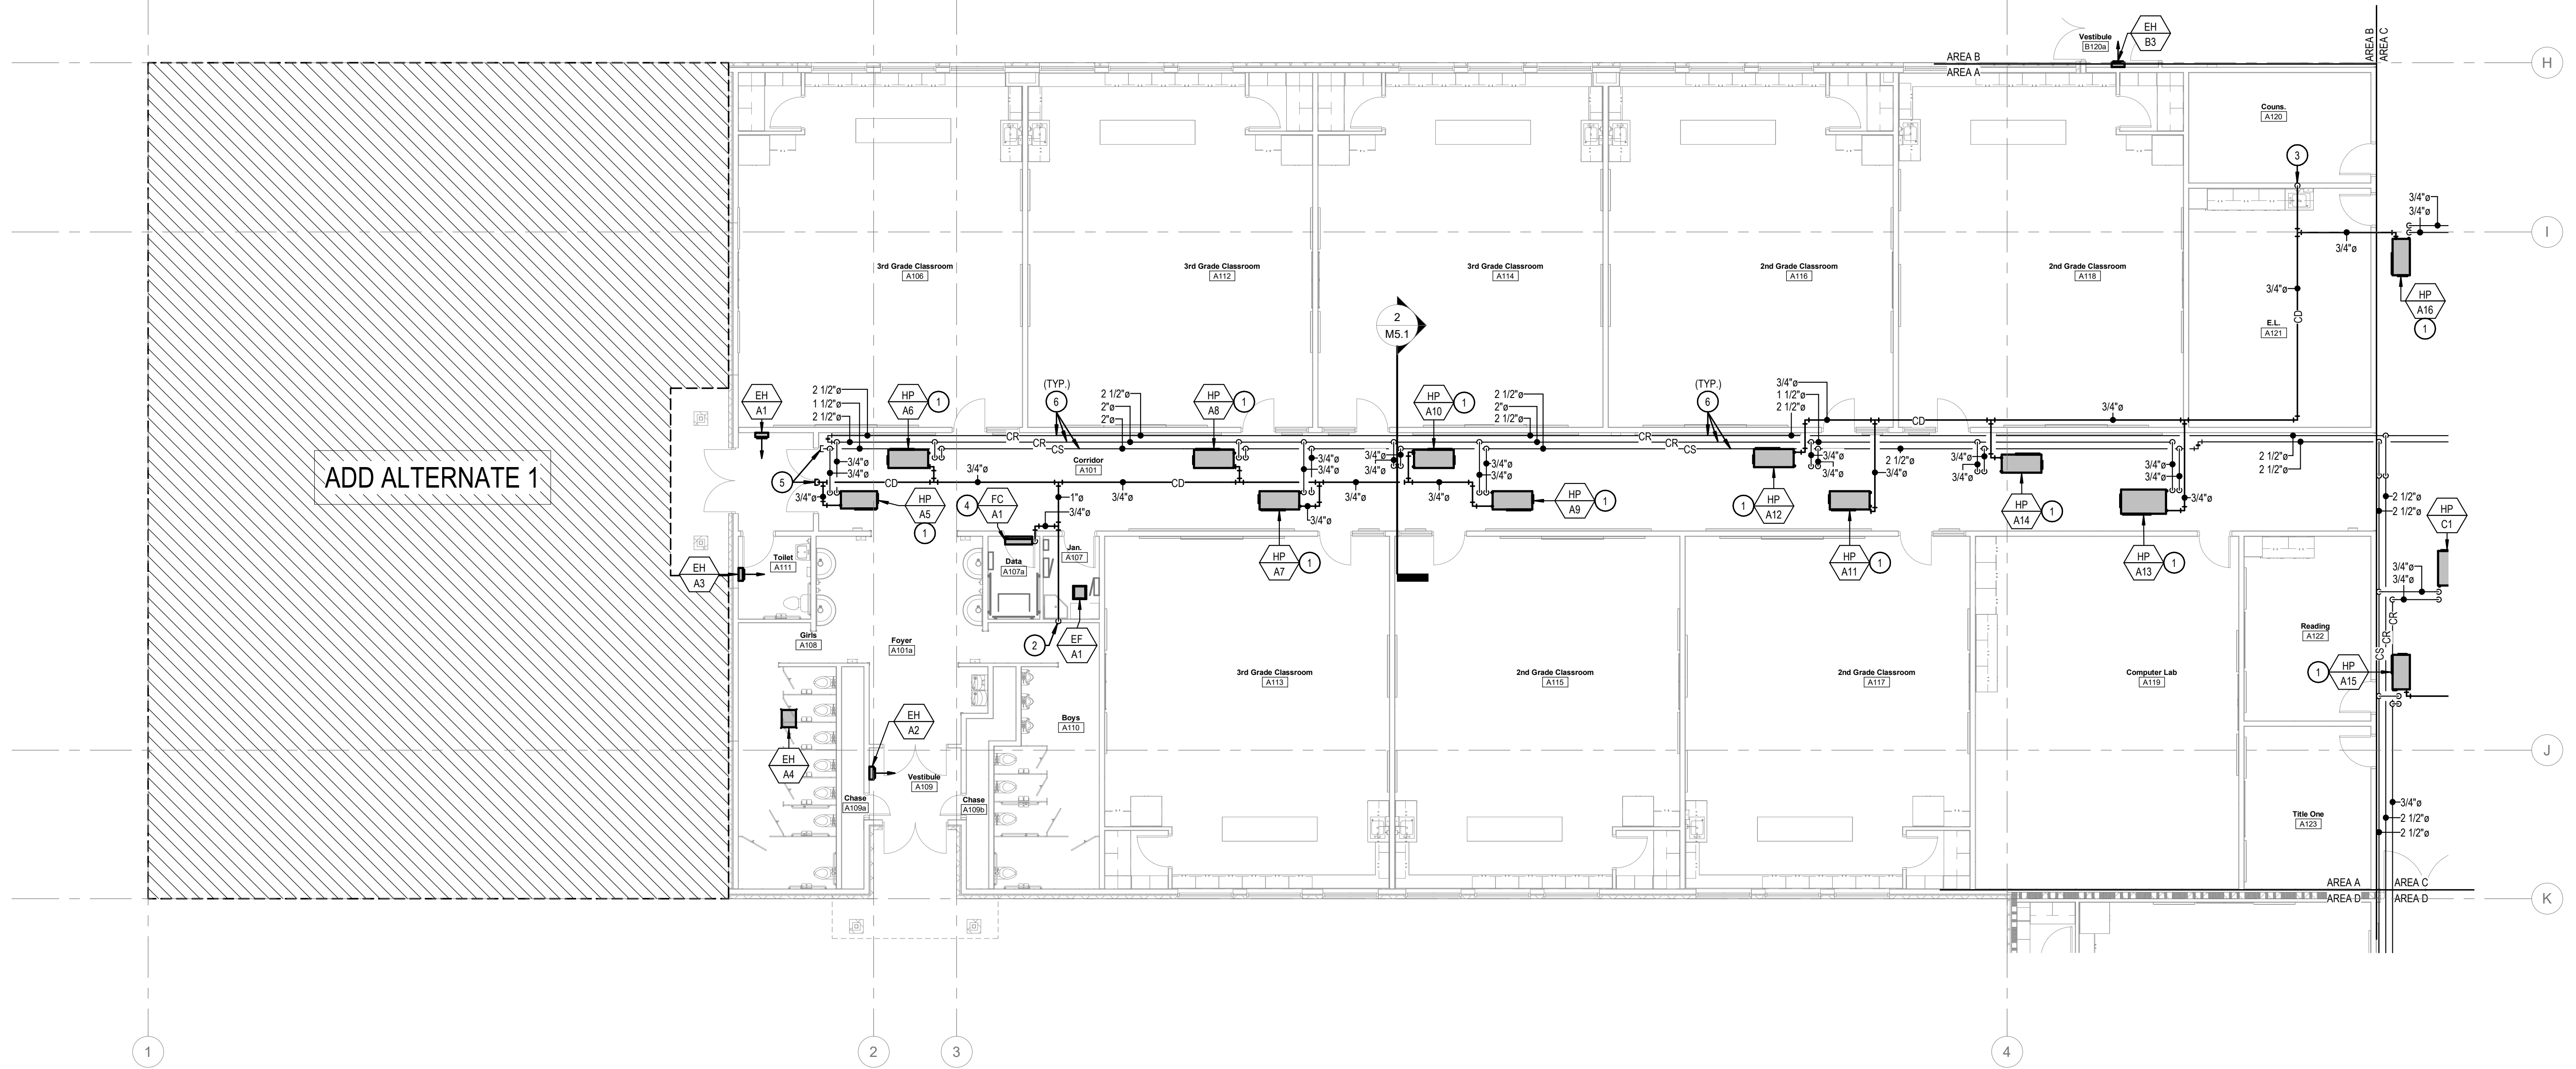 Vestibule
B120a
EH
B3
AREA B
AREA C
AREA B
AREA A
H
Couns.
A120
3
3/4"ø
3/4"ø
I
3/4"ø
3rd Grade Classroom
A106
3rd Grade Classroom
A112
3rd Grade Classroom
A114
2nd Grade Classroom
A116
2nd Grade Classroom
A118
3/4"ø
CD
HP
A16
1
2
M5.1
E.L.
A121
EH
A1
2 1/2"ø
1 1/2"ø
2 1/2"ø
HP
A6
1
(TYP.)
6
2 1/2"ø
2"ø
2"ø
HP
A8
1
HP
A10
1
2 1/2"ø
2"ø
2 1/2"ø
(TYP.)
6
3/4"ø
1 1/2"ø
2 1/2"ø
CD
3/4"ø
CR
CR
CS
CR
CR
CS
CR
CR
CS
ADD ALTERNATE 1
Corridor
A101
3/4"ø
3/4"ø
3/4"ø
3/4"ø
3/4"ø
3/4"ø
3/4"ø
3/4"ø
3/4"ø
3/4"ø
2 1/2"ø
3/4"ø
3/4"ø
3/4"ø
3/4"ø
2 1/2"ø
2 1/2"ø
5
CD
3/4"ø
3/4"ø
CD
3/4"ø
3/4"ø
3/4"ø
3/4"ø
3/4"ø
HP
A5
1
4
FC
A1
1"ø
3/4"ø
3/4"ø
HP
A9
1
1
HP
A12
HP
A14
1
2 1/2"ø
2 1/2"ø
HP
C1
Toilet
A111
Data
A107a
Jan.
A107
HP
A7
1
HP
A11
1
HP
A13
1
3/4"ø
3/4"ø
EH
A3
Girls
A108
Foyer
A101a
2
EF
A1
Reading
A122
CS
CR
CR
1
HP
A15
3rd Grade Classroom
A113
2nd Grade Classroom
A115
2nd Grade Classroom
A117
Computer Lab
A119
EH
A2
Boys
A110
EH
A4
J
Vestibule
A109
Chase
A109a
Chase
A109b
3/4"ø
2 1/2"ø
2 1/2"ø
Title One
A123
AREA A
AREA C
AREA D
AREA D
K
1
2
3
4